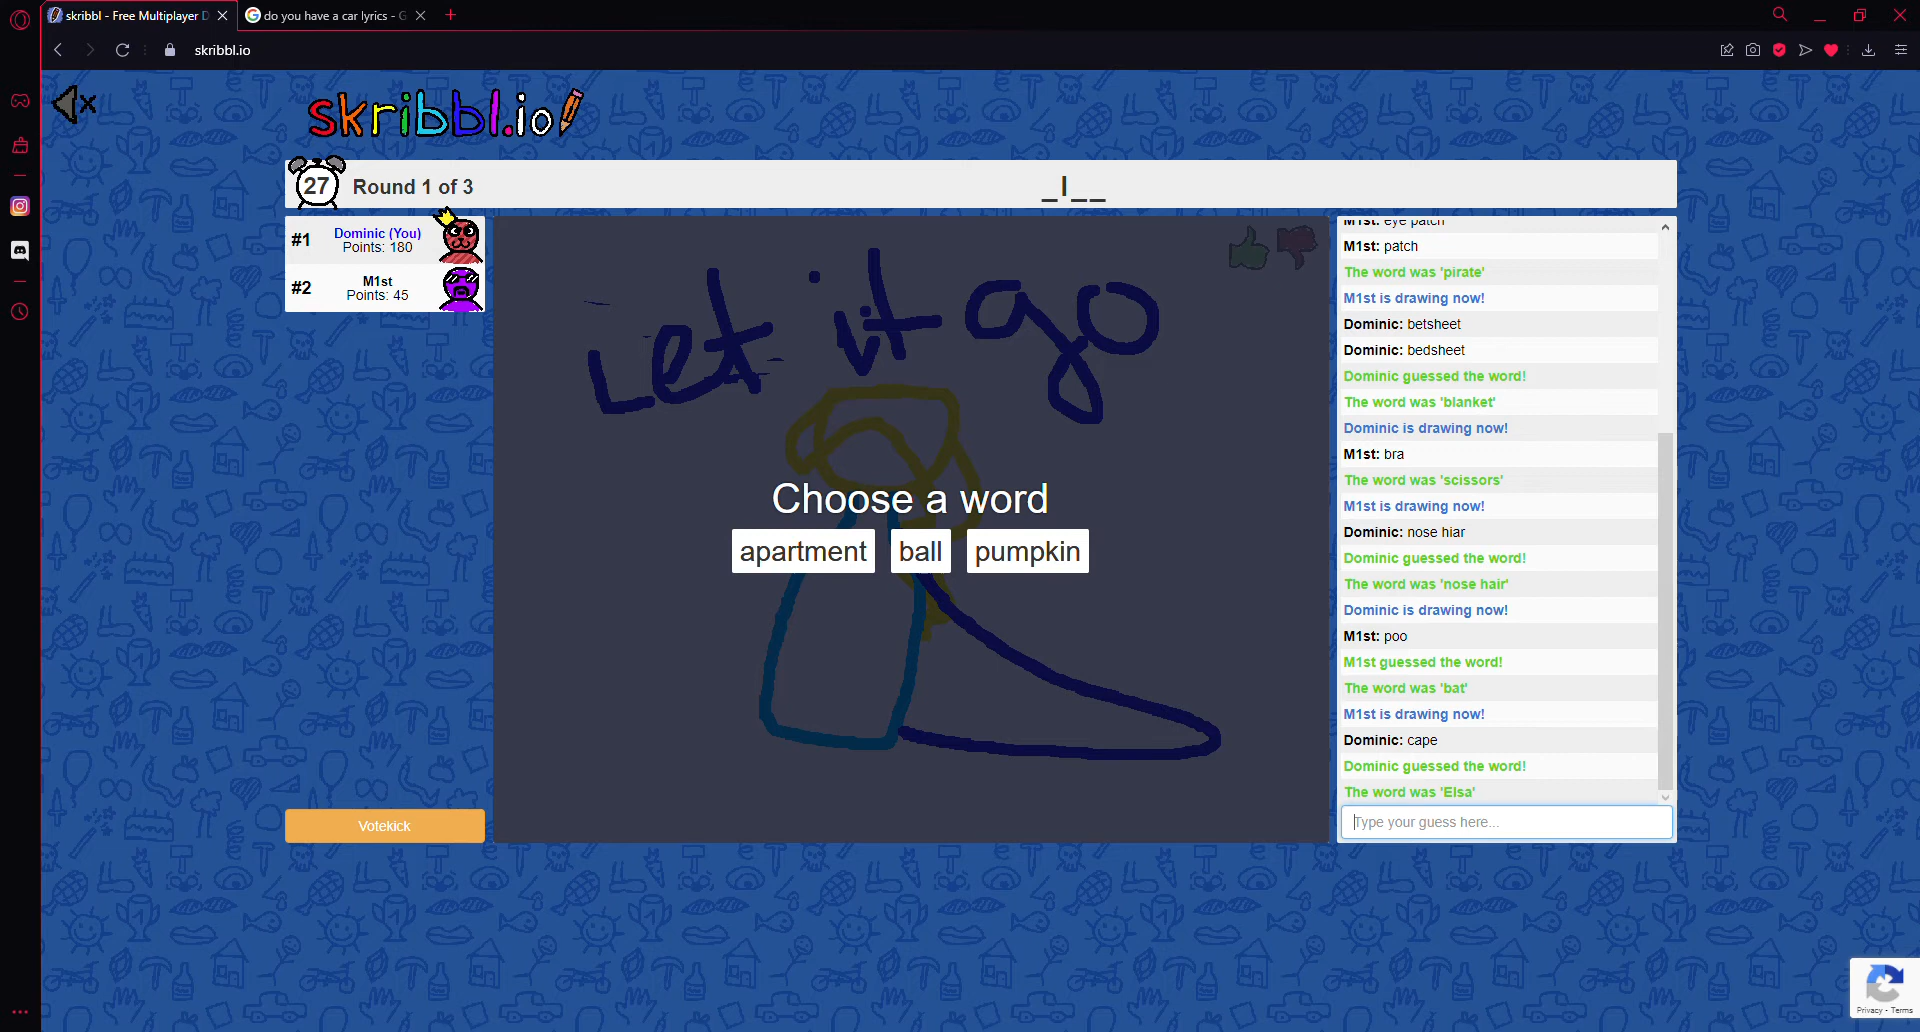 skribbl - Free Multiplayer D
do you have a car lyrics - G
skribbl.io
skribbl.io
27
Round 1 of 3
_l__
#1
Dominic (You)
Points: 180
#2
M1st
Points: 45
Votekick
Let it go
Choose a word
apartment
ball
pumpkin
M1st: eye patch
M1st: patch
The word was 'pirate'
M1st is drawing now!
Dominic: betsheet
Dominic: bedsheet
Dominic guessed the word!
The word was 'blanket'
Dominic is drawing now!
M1st: bra
The word was 'scissors'
M1st is drawing now!
Dominic: nose hiar
Dominic guessed the word!
The word was 'nose hair'
Dominic is drawing now!
M1st: poo
M1st guessed the word!
The word was 'bat'
M1st is drawing now!
Dominic: cape
Dominic guessed the word!
The word was 'Elsa'
Type your guess here...
Privacy - Terms